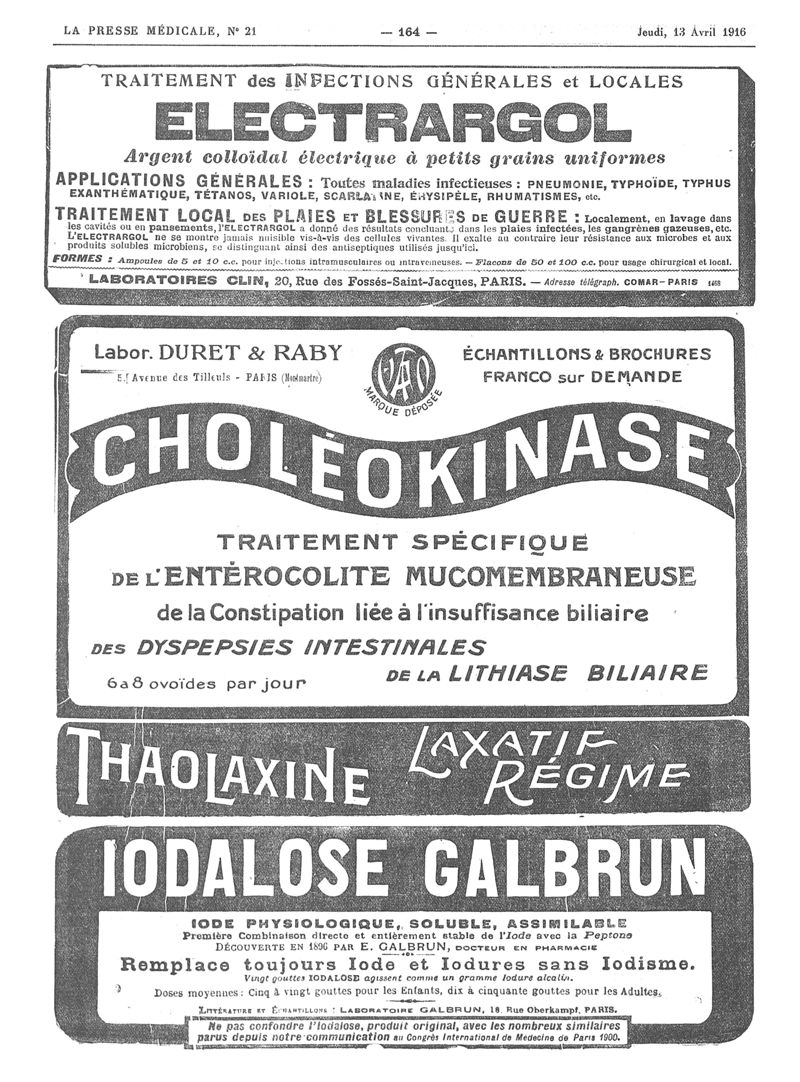 LA PRESSE MÉDICALE, N° 21
— 164 —
Jeudi, 13 Avril 1916
TRAITEMENT des INFECTIONS GÉNÉRALES et LOCALES
ELECTRARGOL
Argent colloïdal électrique à petits grains uniformes
APPLICATIONS GÉNÉRALES : Toutes maladies infectieuses : PNEUMONIE, TYPHOÏDE, TYPHUS
EXANTHÉMATIQUE, TÉTANOS, VARIOLE, SCARLATINE, ÉRYSIPÈLE, RHUMATISMES, etc.
TRAITEMENT LOCAL DES PLAIES ET BLESSURES DE GUERRE : Localement, en lavage dans
les cavités ou en pansements, l'ELECTRARGOL a donné des résultats concluants dans les plaies infectées, les gangrènes gazeuses, etc.
L'ELECTRARGOL ne se montre jamais nuisible vis-à-vis des cellules vivantes. Il exalte au contraire leur résistance aux microbes et aux
produits solubles microbiens, se distinguant ainsi des antiseptiques utilisés jusqu'ici.
FORMES : Ampoules de 5 et 10 c.c. pour injections intramusculaires ou intraveineuses. — Flacons de 50 et 100 c.c. pour usage chirurgical et local.
LABORATOIRES CLIN, 20, Rue des Fossés-Saint-Jacques, PARIS. — Adresse télégraph. COMAR-PARIS 1468
Labor. DURET & RABY
5, Avenue des Tilleuls - PARIS (Montmartre)
MARQUE DÉPOSÉE
ÉCHANTILLONS & BROCHURES
FRANCO sur DEMANDE
CHOLÉOKINASE
TRAITEMENT SPÉCIFIQUE
DE L'ENTÉROCOLITE MUCOMEMBRANEUSE
de la Constipation liée à l'insuffisance biliaire
DES DYSPEPSIES INTESTINALES
DE LA LITHIASE BILIAIRE
6 a 8 ovoïdes par jour
THAOLAXINE
LAXATIF
RÉGIME
IODALOSE GALBRUN
IODE PHYSIOLOGIQUE, SOLUBLE, ASSIMILABLE
Première Combinaison directe et entièrement stable de l'Iode avec la Peptone
DÉCOUVERTE EN 1896 PAR E. GALBRUN, DOCTEUR EN PHARMACIE
Remplace toujours Iode et Iodures sans Iodisme.
Vingt gouttes IODALOSE agissent comme un gramme Iodure alcalin.
Doses moyennes : Cinq à vingt gouttes pour les Enfants, dix à cinquante gouttes pour les Adultes.
LITTÉRATURE ET ÉCHANTILLONS : LABORATOIRE GALBRUN, 18, Rue Oberkampf, PARIS.
Ne pas confondre l'Iodalose, produit original, avec les nombreux similaires
parus depuis notre communication au Congrès International de Medecine de Paris 1900.